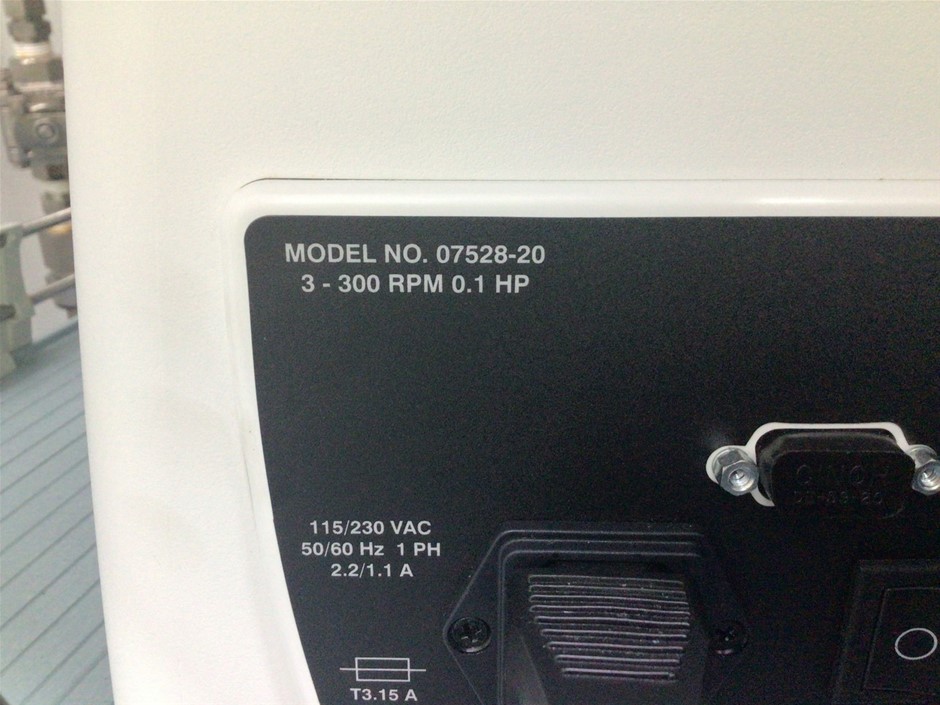 MODEL NO. 07528-20
3 - 300 RPM 0.1 HP
115/230 VAC
50/60 Hz 1 PH
2.2/1.1 A
T3.15 A
CINCH